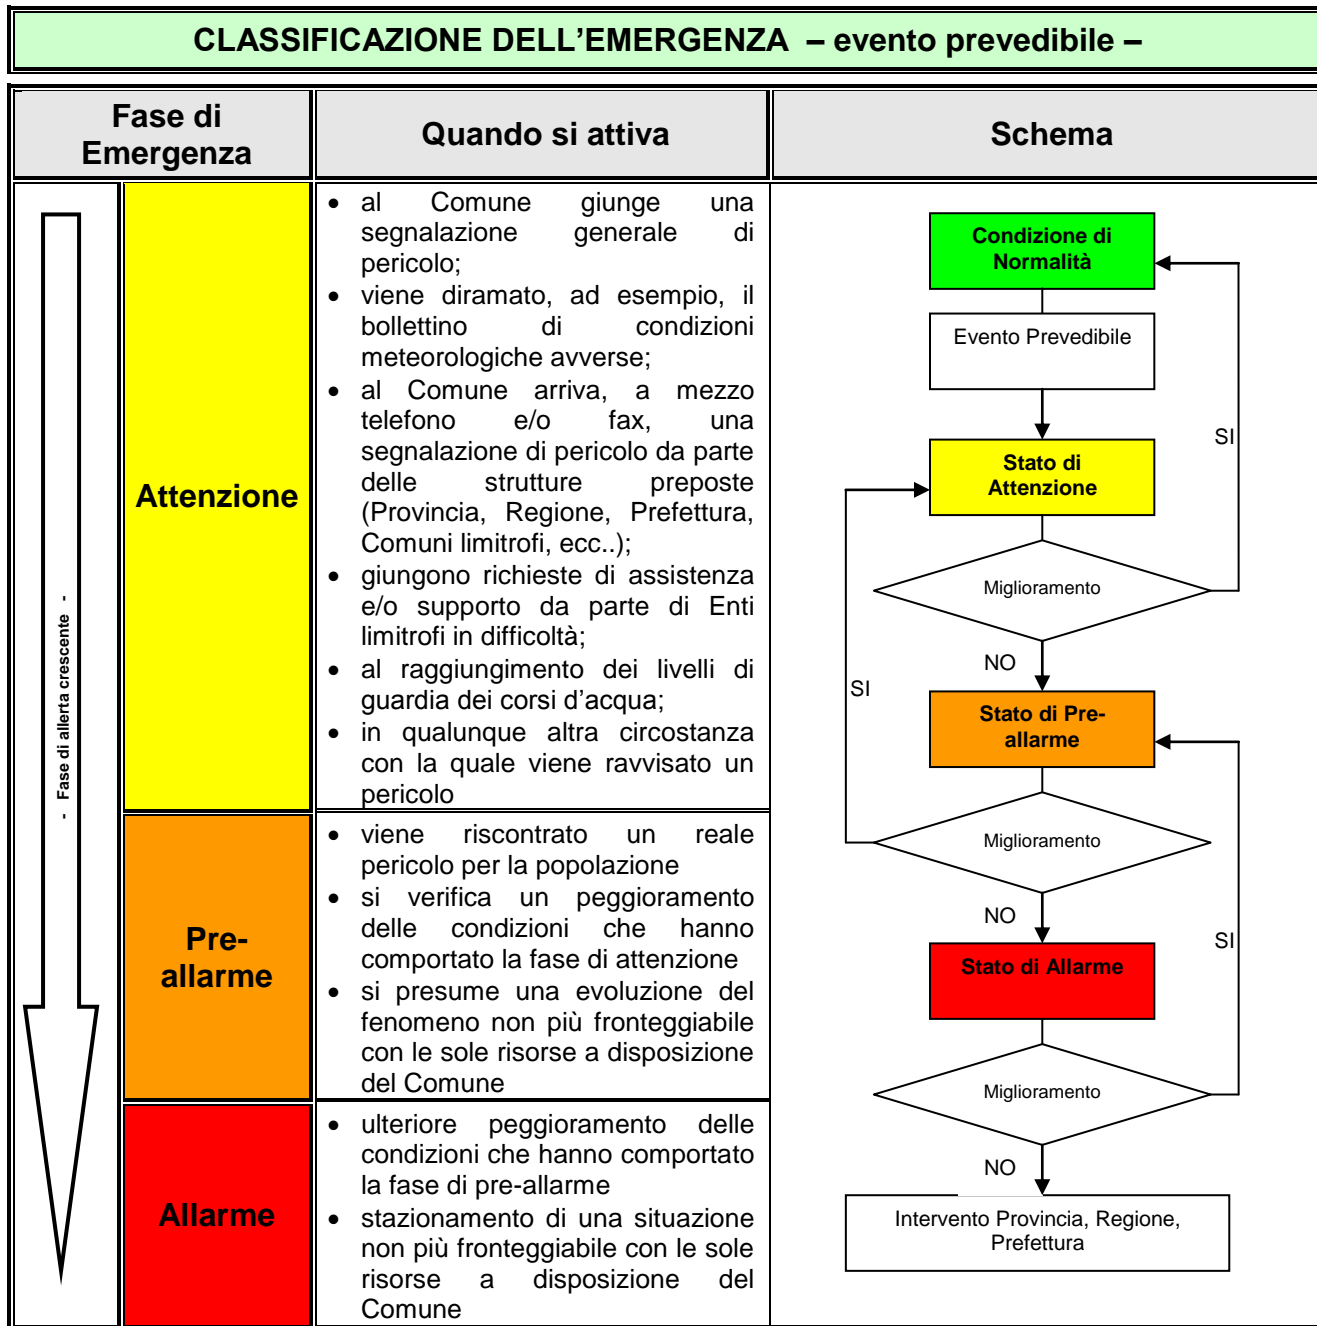 CLASSIFICAZIONE DELL'EMERGENZA – evento prevedibile –
Fase di
Emergenza
Quando si attiva
Schema
- Fase di allerta crescente -
Attenzione
• al Comune giunge una
segnalazione generale di
pericolo;
• viene diramato, ad esempio, il
bollettino di condizioni
meteorologiche avverse;
• al Comune arriva, a mezzo
telefono e/o fax, una
segnalazione di pericolo da parte
delle strutture preposte
(Provincia, Regione, Prefettura,
Comuni limitrofi, ecc..);
• giungono richieste di assistenza
e/o supporto da parte di Enti
limitrofi in difficoltà;
• al raggiungimento dei livelli di
guardia dei corsi d'acqua;
• in qualunque altra circostanza
con la quale viene ravvisato un
pericolo
Pre-
allarme
• viene riscontrato un reale
pericolo per la popolazione
• si verifica un peggioramento
delle condizioni che hanno
comportato la fase di attenzione
• si presume una evoluzione del
fenomeno non più fronteggiabile
con le sole risorse a disposizione
del Comune
Allarme
• ulteriore peggioramento delle
condizioni che hanno comportato
la fase di pre-allarme
• stazionamento di una situazione
non più fronteggiabile con le sole
risorse a disposizione del
Comune
Condizione di
Normalità
Evento Prevedibile
SI
Stato di
Attenzione
Miglioramento
NO
SI
Stato di Pre-
allarme
Miglioramento
NO
SI
Stato di Allarme
Miglioramento
NO
Intervento Provincia, Regione,
Prefettura